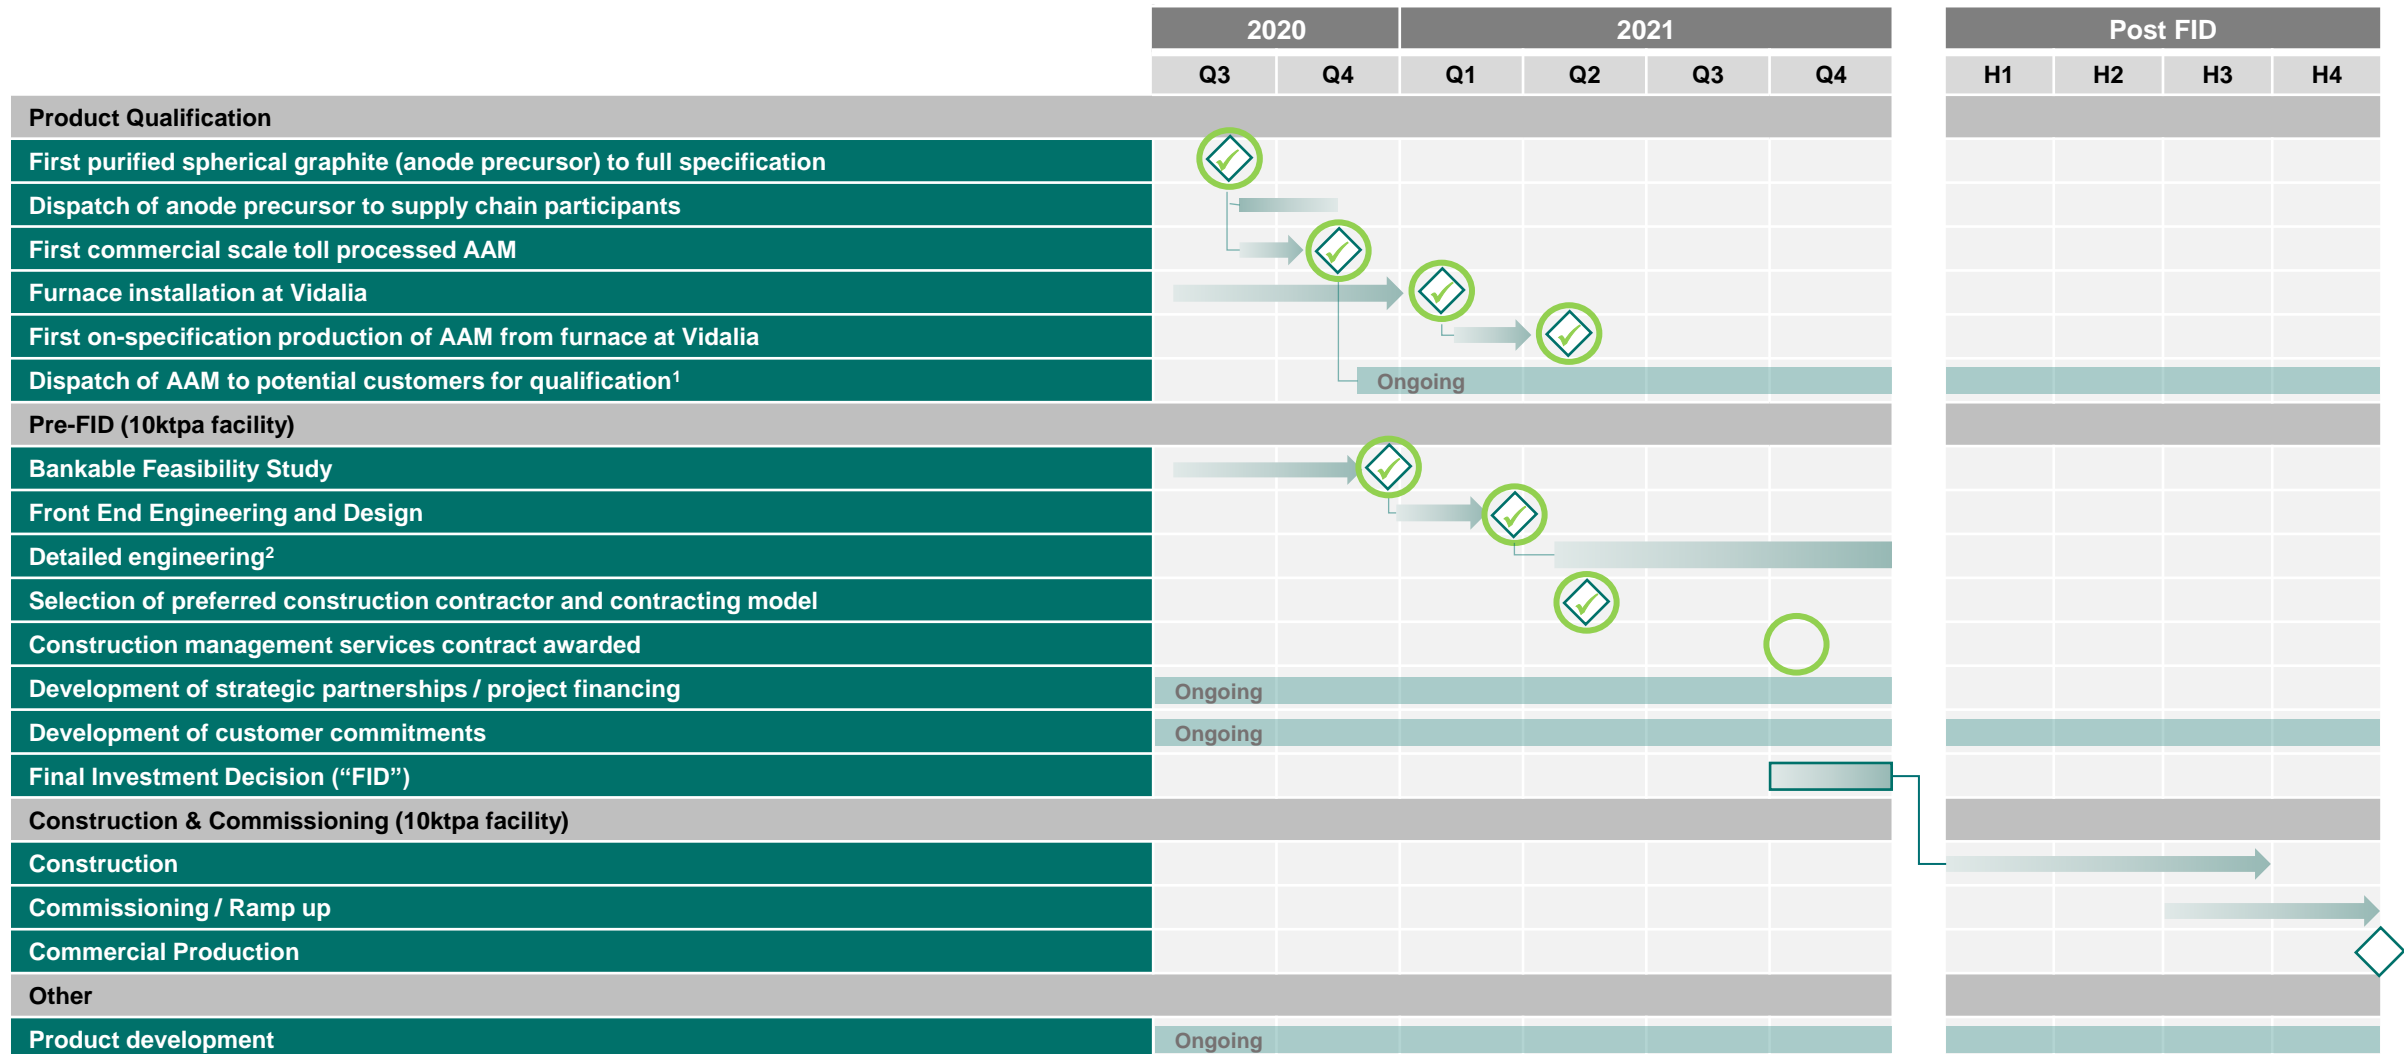 2020 2021 Post FID
Q3 Q4 Q1 Q2 Q3 Q4 H1 H2 H3 H4
Product Qualification
First purified spherical graphite (anode precursor) to full specification
Dispatch of anode precursor to supply chain participants
First commercial scale toll processed AAM
Furnace installation at Vidalia
First on-specification production of AAM from furnace at Vidalia
Dispatch of AAM to potential customers for qualification¹ Ongoing
Pre-FID (10ktpa facility)
Bankable Feasibility Study
Front End Engineering and Design
Detailed engineering²
Selection of preferred construction contractor and contracting model
Construction management services contract awarded
Development of strategic partnerships / project financing Ongoing
Development of customer commitments Ongoing
Final Investment Decision (“FID”)
Construction & Commissioning (10ktpa facility)
Construction
Commissioning / Ramp up
Commercial Production
Other
Product development Ongoing